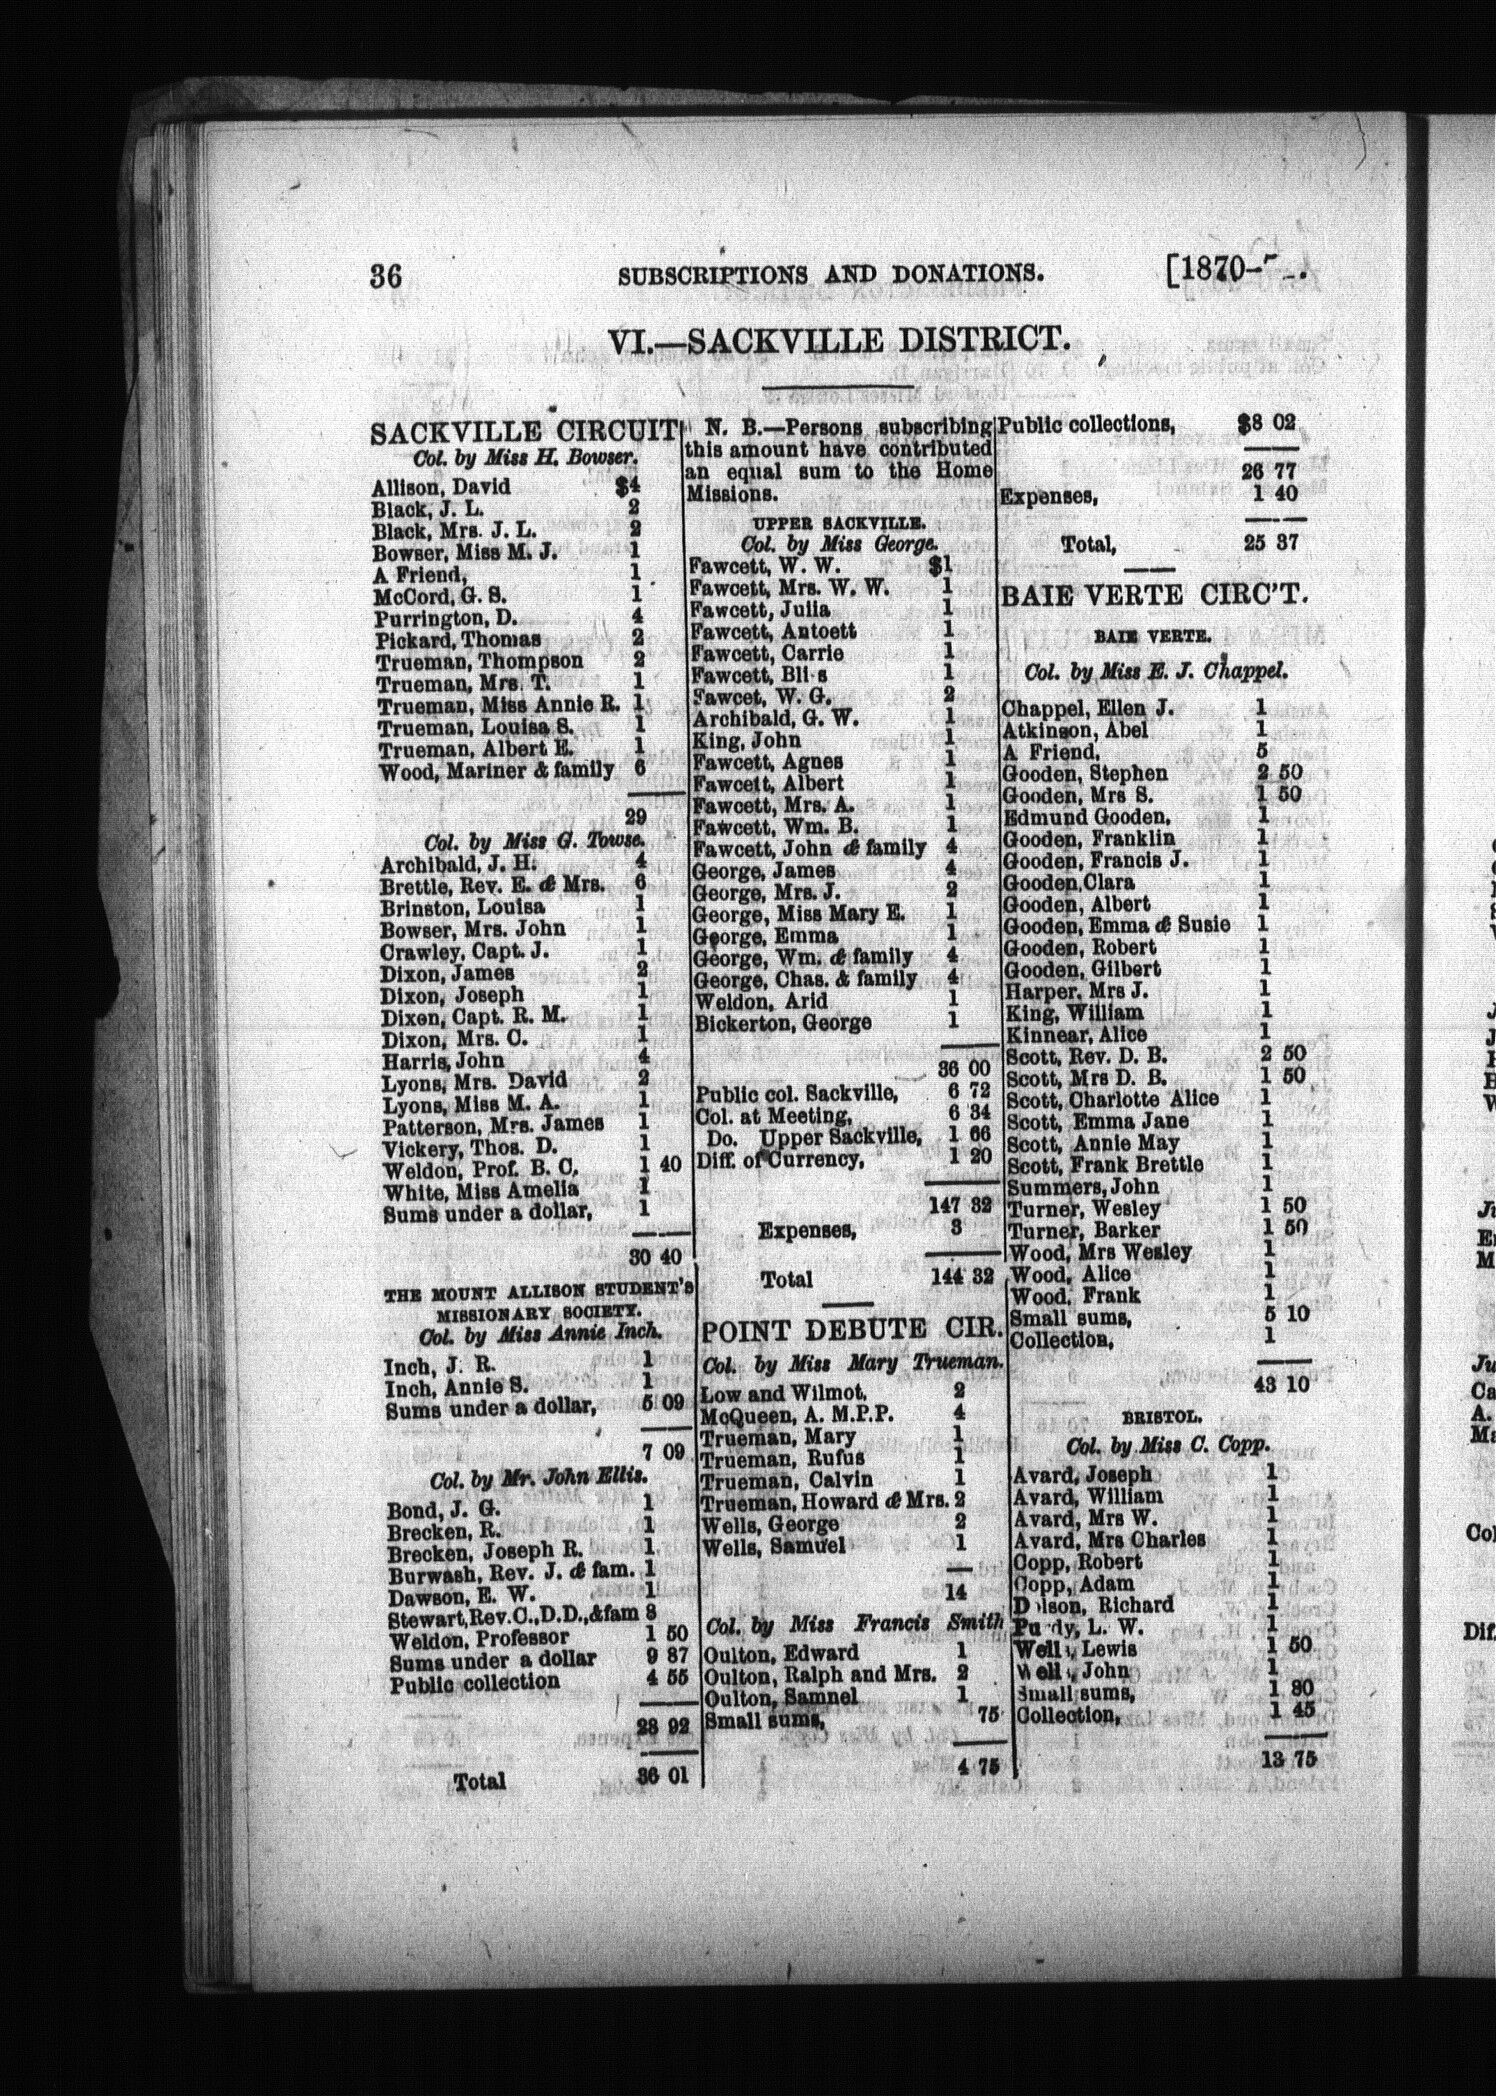 36
SUBSCRIPTIONS AND DONATIONS.
[1870-
VI.—SACKVILLE DISTRICT.
SACKVILLE CIRCUIT
Col. by Miss H. Bowser.
Allison, David $4
Black, J. L. 2
Black, Mrs. J. L. 2
Bowser, Miss M. J. 1
A Friend, 1
McCord, G. S. 1
Purrington, D. 4
Pickard, Thomas 2
Trueman, Thompson 2
Trueman, Mrs. T. 1
Trueman, Miss Annie R. 1
Trueman, Louisa S. 1
Trueman, Albert E. 1
Wood, Mariner & family 6
29
Col. by Miss G. Towse.
Archibald, J. H. 4
Brettle, Rev. E. & Mrs. 6
Brinston, Louisa 1
Bowser, Mrs. John 1
Crawley, Capt. J. 1
Dixon, James 2
Dixon, Joseph 1
Dixon, Capt. R. M. 1
Dixon, Mrs. C. 1
Harris, John 4
Lyons, Mrs. David 2
Lyons, Miss M. A. 1
Patterson, Mrs. James 1
Vickery, Thos. D. 1
Weldon, Prof. B. C. 1 40
White, Miss Amelia 1
Sums under a dollar, 1
30 40
THE MOUNT ALLISON STUDENT'S
MISSIONARY SOCIETY.
Col. by Miss Annie Inch.
Inch, J. R. 1
Inch, Annie S. 1
Sums under a dollar, 5 09
7 09
Col. by Mr. John Ellis.
Bond, J. G. 1
Brecken, R. 1
Brecken, Joseph R. 1
Burwash, Rev. J. & fam. 1
Dawson, E. W. 1
Stewart, Rev. C., D.D., & fam 8
Weldon, Professor 1 50
Sums under a dollar 9 87
Public collection 4 55
28 92
Total 36 01
N. B.—Persons subscribing
this amount have contributed
an equal sum to the Home
Missions.
UPPER SACKVILLE.
Col. by Miss George.
Fawcett, W. W. $1
Fawcett, Mrs. W. W. 1
Fawcett, Julia 1
Fawcett, Antoett 1
Fawcett, Carrie 1
Fawcett, Bli s 1
Fawcet, W. G. 2
Archibald, G. W. 1
King, John 1
Fawcett, Agnes 1
Fawcett, Albert 1
Fawcett, Mrs. A. 1
Fawcett, Wm. B. 1
Fawcett, John & family 4
George, James 4
George, Mrs. J. 2
George, Miss Mary E. 1
George, Emma 1
George, Wm. & family 4
George, Chas. & family 4
Weldon, Arid 1
Bickerton, George 1
36 00
Public col. Sackville, 6 72
Col. at Meeting, 6 34
Do. Upper Sackville, 1 66
Diff. of Currency, 1 20
147 32
Expenses, 3
Total 144 32
POINT DEBUTE CIR.
Col. by Miss Mary Trueman.
Low and Wilmot, 2
McQueen, A. M.P.P. 4
Trueman, Mary 1
Trueman, Rufus 1
Trueman, Calvin 1
Trueman, Howard & Mrs. 2
Wells, George 2
Wells, Samuel 1
14
Col. by Miss Francis Smith
Oulton, Edward 1
Oulton, Ralph and Mrs. 2
Oulton, Samnel 1
Small sums, 75
4 75
Public collections, $8 02
26 77
Expenses, 1 40
Total, 25 37
BAIE VERTE CIRC'T.
BAIE VERTE.
Col. by Miss E. J. Chappel.
Chappel, Ellen J. 1
Atkinson, Abel 1
A Friend, 5
Gooden, Stephen 2 50
Gooden, Mrs S. 1 50
Edmund Gooden, 1
Gooden, Franklin 1
Gooden, Francis J. 1
Gooden, Clara 1
Gooden, Albert 1
Gooden, Emma & Susie 1
Gooden, Robert 1
Gooden, Gilbert 1
Harper, Mrs J. 1
King, William 1
Kinnear, Alice 1
Scott, Rev. D. B. 2 50
Scott, Mrs D. B. 1 50
Scott, Charlotte Alice 1
Scott, Emma Jane 1
Scott, Annie May 1
Scott, Frank Brettle 1
Summers, John 1
Turner, Wesley 1 50
Turner, Barker 1 50
Wood, Mrs Wesley 1
Wood, Alice 1
Wood, Frank 1
Small sums, 5 10
Collection, 1
43 10
BRISTOL.
Col. by Miss C. Copp.
Avard, Joseph 1
Avard, William 1
Avard, Mrs W. 1
Avard, Mrs Charles 1
Copp, Robert 1
Copp, Adam 1
D lson, Richard 1
Pu dy, L. W. 1
Well , Lewis 1 50
Well , John 1
Small sums, 1 80
Collection, 1 45
13 75